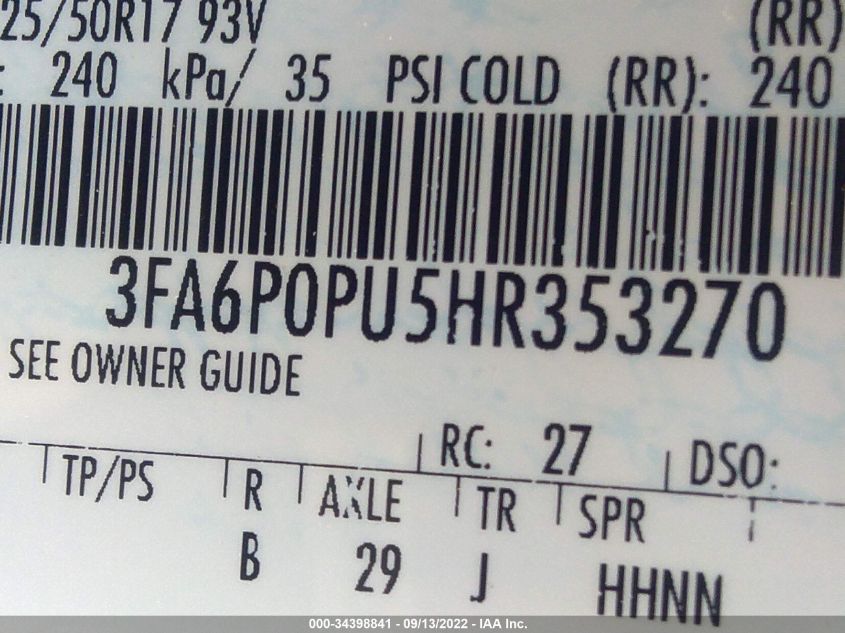 25/50R17 93V (RR)
: 240 kPa/ 35 PSI COLD (RR): 240
3FA6P0PU5HR353270
SEE OWNER GUIDE
RC: 27 DSO:
TP/PS R AXLE TR SPR
B 29 J HHNN
000-34398841 - 09/13/2022 - IAA Inc.